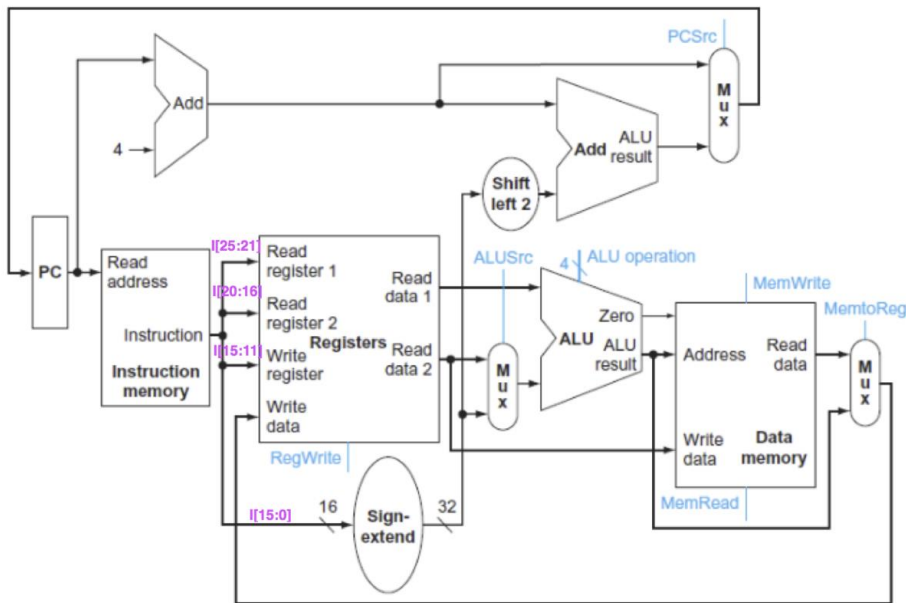 PCSrc
M
u
x
Add
4
Add
ALU
result
Shift
left 2
PC
Read
address
Instruction
Instruction
memory
I[25:21]
I[20:16]
I[15:11]
I[15:0]
Read
register 1
Read
register 2
Write
register
Write
data
Registers
Read
data 1
Read
data 2
RegWrite
16
Sign-
extend
32
ALUSrc
M
u
x
4
ALU operation
Zero
ALU
ALU
result
MemWrite
Address
Read
data
Write
data
Data
memory
MemRead
MemtoReg
M
u
x